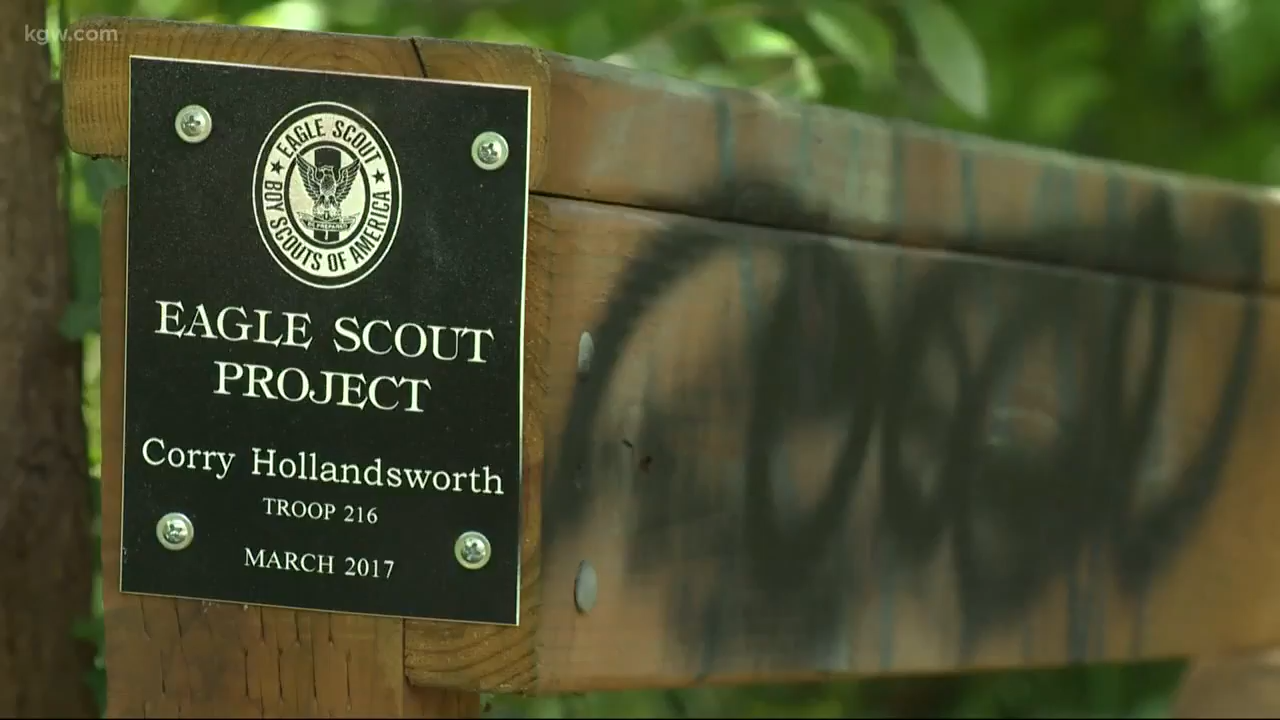 kgw.com
EAGLE SCOUT
BE PREPARED
BOY SCOUTS OF AMERICA
EAGLE SCOUT
PROJECT
Corry Hollandsworth
TROOP 216
MARCH 2017